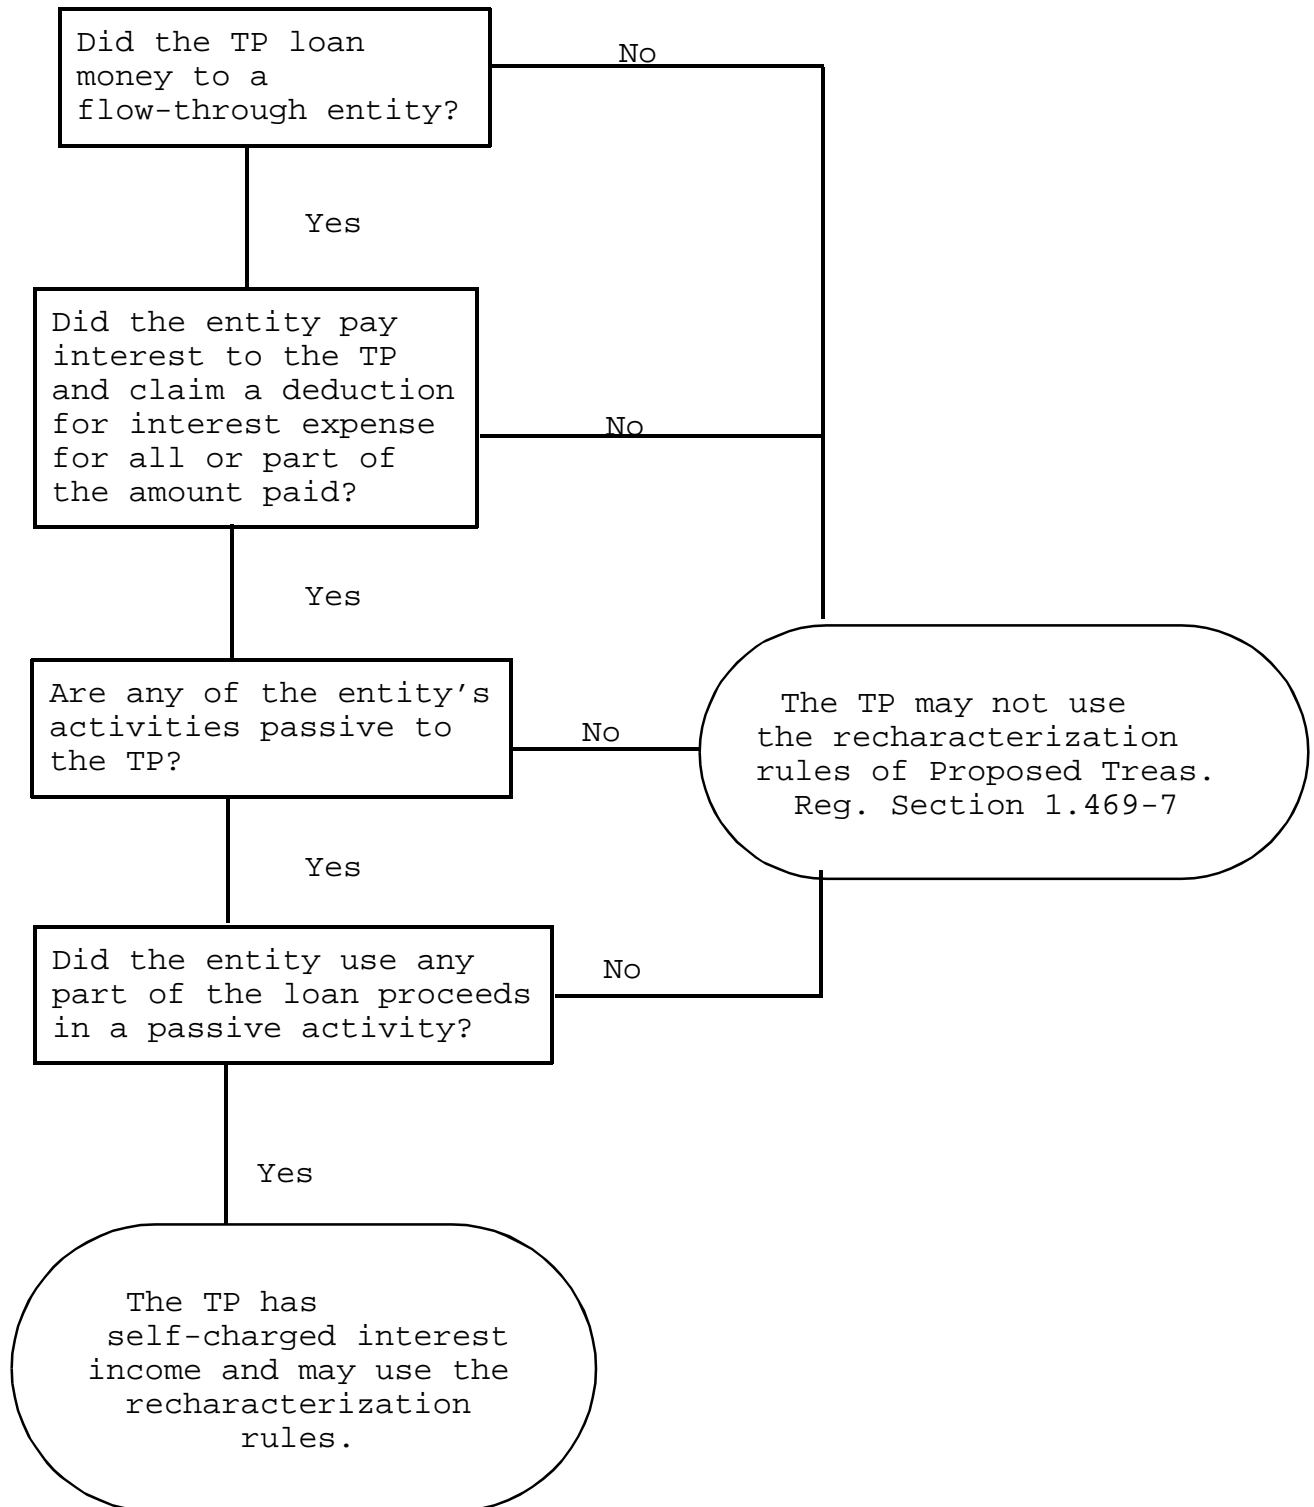 Did the TP loan
money to a
flow-through entity?
No
Yes
Did the entity pay
interest to the TP
and claim a deduction
for interest expense
for all or part of
the amount paid?
No
Yes
Are any of the entity's
activities passive to
the TP?
No
The TP may not use
the recharacterization
rules of Proposed Treas.
Reg. Section 1.469-7
Yes
Did the entity use any
part of the loan proceeds
in a passive activity?
No
Yes
The TP has
self-charged interest
income and may use the
recharacterization
rules.